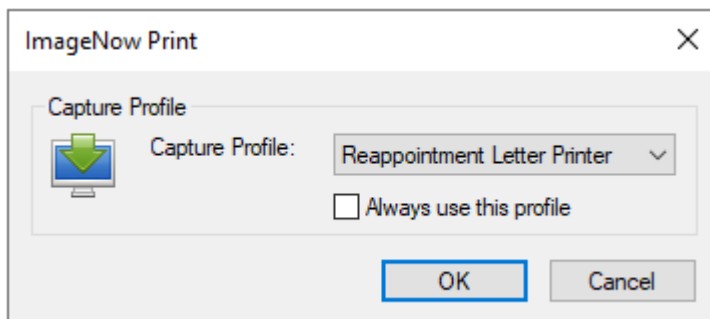 ImageNow Print
Capture Profile
Capture Profile: Reappointment Letter Printer
Always use this profile
OK Cancel